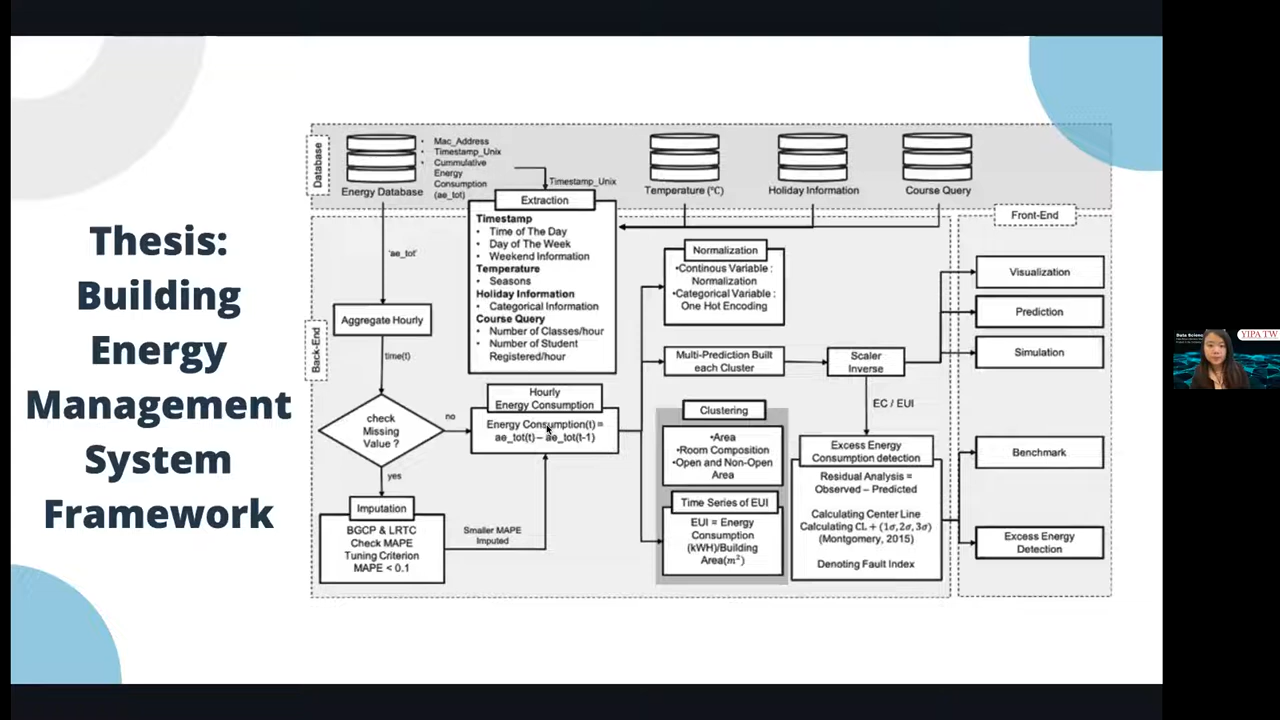 Thesis:
Building
Energy
Management
System
Framework
Database
Energy Database
• Mac_Address
• Timestamp_Unix
• Cummulative
Energy
Consumption
(ae_tot)
Timestamp_Unix
Temperature (°C)
Holiday Information
Course Query
Back-End
'ae_tot'
Aggregate Hourly
time(t)
check
Missing
Value ?
no
yes
Imputation
BGCP & LRTC
Check MAPE
Tuning Criterion
MAPE < 0.1
Smaller MAPE
Imputed
Extraction
Timestamp
• Time of The Day
• Day of The Week
• Weekend Information
Temperature
• Seasons
Holiday Information
• Categorical Information
Course Query
• Number of Classes/hour
• Number of Student
Registered/hour
Hourly
Energy Consumption
Energy Consumption(t) =
ae_tot(t) – ae_tot(t-1)
Normalization
•Continous Variable :
Normalization
•Categorical Variable :
One Hot Encoding
Multi-Prediction Built
each Cluster
Scaler
Inverse
EC / EUI
Clustering
•Area
•Room Composition
•Open and Non-Open
Area
Time Series of EUI
EUI = Energy
Consumption
(kWH)/Building
Area(m²)
Excess Energy
Consumption detection
Residual Analysis =
Observed – Predicted
Calculating Center Line
Calculating CL + (1σ, 2σ, 3σ)
(Montgomery, 2015)
Denoting Fault Index
Front-End
Visualization
Prediction
Simulation
Benchmark
Excess Energy
Detection
YIPA TW